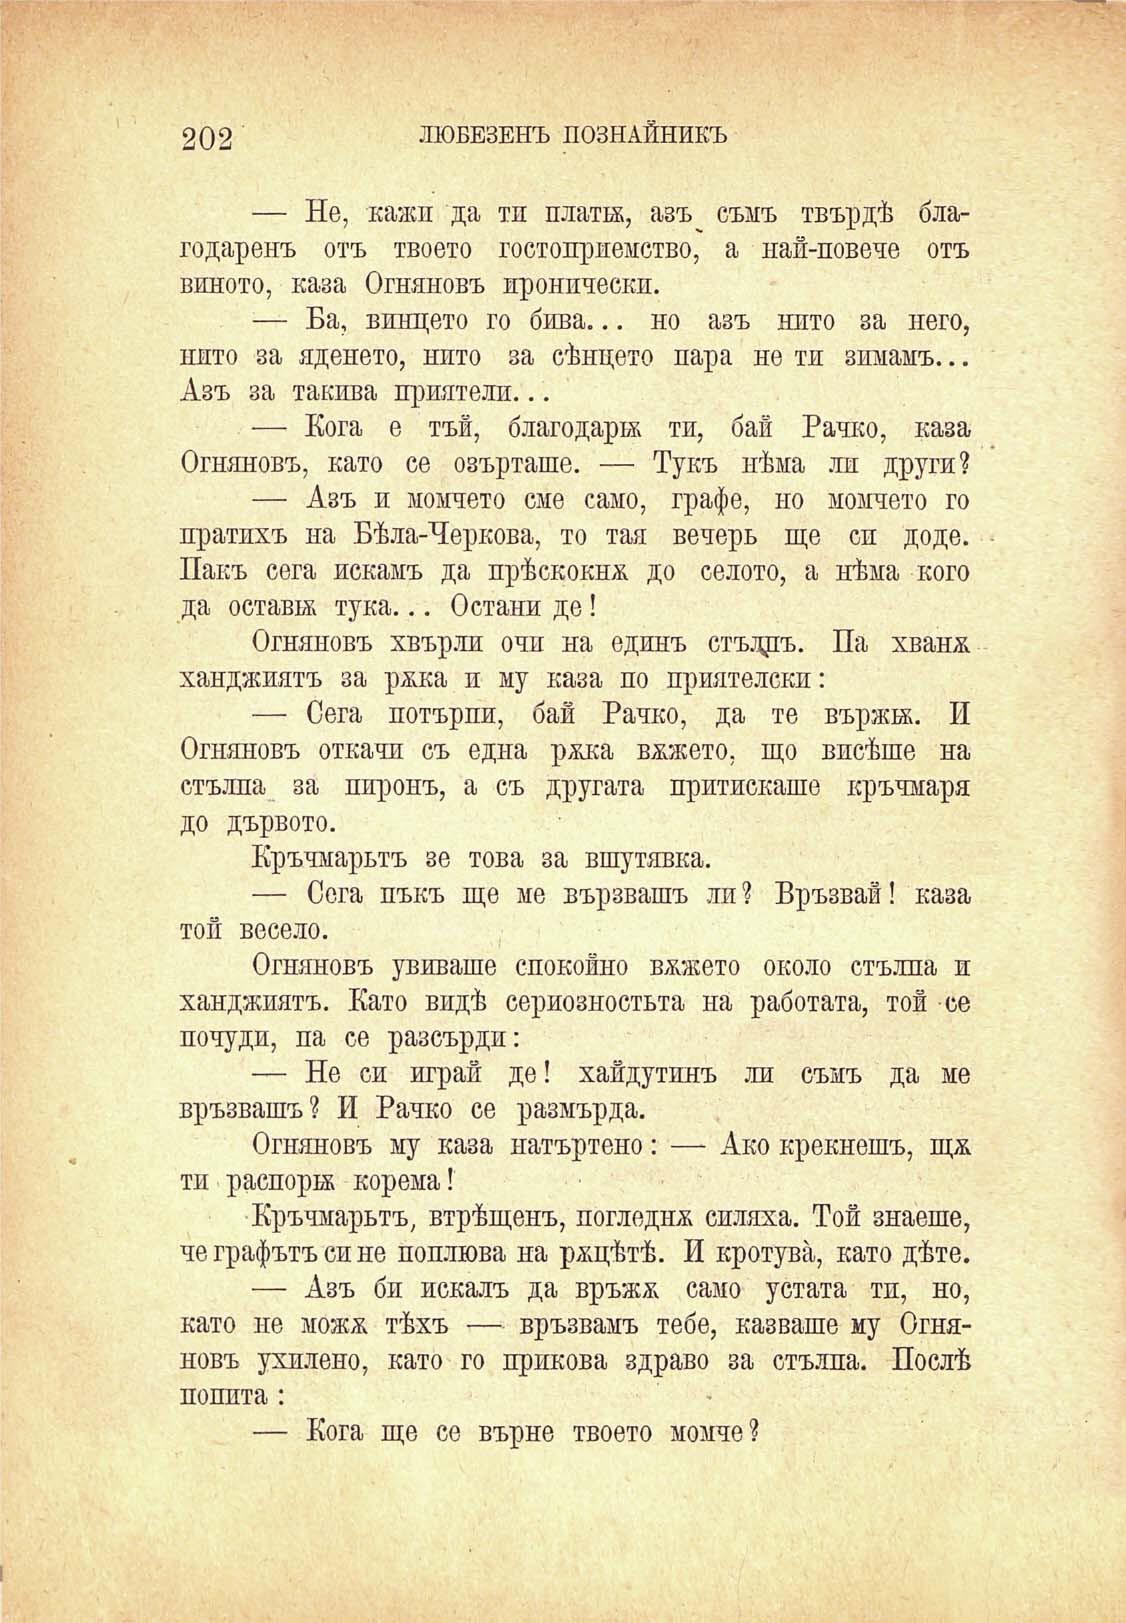 202
ЛЮБЕЗЕНЪ ПОЗНАЙНИКЪ
— Не, кажи да ти платѭ, азъ съмъ твърдѣ бла-
годаренъ отъ твоето гостоприемство, а най-повече отъ
виното, каза Огняновъ иронически.
— Ба, винцето го бива... но азъ нито за него,
нито за яденето, нито за сѣнцето пара не ти зимамъ...
Азъ за такива приятели...
— Кога е тъй, благодарѭ ти, бай Рачко, каза
Огняновъ, като се озърташе. — Тукъ нѣма ли други?
— Азъ и момчето сме само, графе, но момчето го
пратихъ на Бѣла-Черкова, то тая вечерь ще си доде.
Пакъ сега искамъ да прѣскокнѫ до селото, а нѣма кого
да оставѭ тука... Остани де!
Огняновъ хвърли очи на единъ стълпъ. Па хванѫ
ханджиятъ за рѫка и му каза по приятелски:
— Сега потърпи, бай Рачко, да те вържѭ. И
Огняновъ откачи съ една рѫка вѫжето, що висѣше на
стълпа за пиронъ, а съ другата притискаше кръчмаря
до дървото.
Кръчмарьтъ зе това за вшутявка.
— Сега пъкъ ще ме вързвашъ ли? Връзвай! каза
той весело.
Огняновъ увиваше спокойно вѫжето около стълпа и
ханджиятъ. Като видѣ сериозностьта на работата, той се
почуди, па се разсърди:
— Не си играй де! хайдутинъ ли съмъ да ме
връзвашъ? И Рачко се размърда.
Огняновъ му каза натъртено: — Ако крекнешъ, щѫ
ти распорѭ корема!
Кръчмарьтъ, втрѣщенъ, погледнѫ силяха. Той знаеше,
че графътъ си не поплюва на рѫцѣтѣ. И кротува̀, като дѣте.
— Азъ би искалъ да връжѫ само устата ти, но,
като не можѫ тѣхъ — връзвамъ тебе, казваше му Огня-
новъ ухилено, като го прикова здраво за стълпа. Послѣ
попита:
— Кога ще се върне твоето момче?